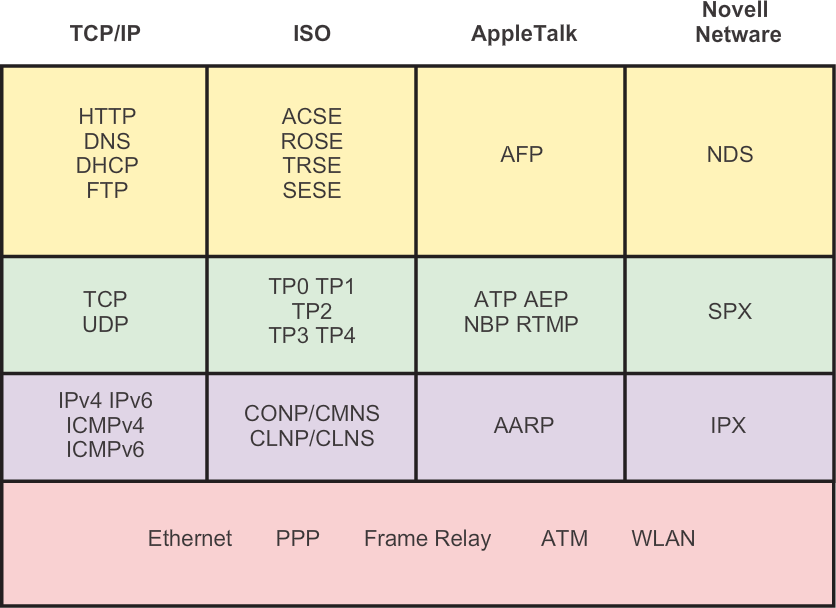 TCP/IP
ISO
AppleTalk
Novell
Netware
HTTP
DNS
DHCP
FTP
ACSE
ROSE
TRSE
SESE
AFP
NDS
TCP
UDP
TP0 TP1
TP2
TP3 TP4
ATP AEP
NBP RTMP
SPX
IPv4 IPv6
ICMPv4
ICMPv6
CONP/CMNS
CLNP/CLNS
AARP
IPX
Ethernet PPP Frame Relay ATM WLAN